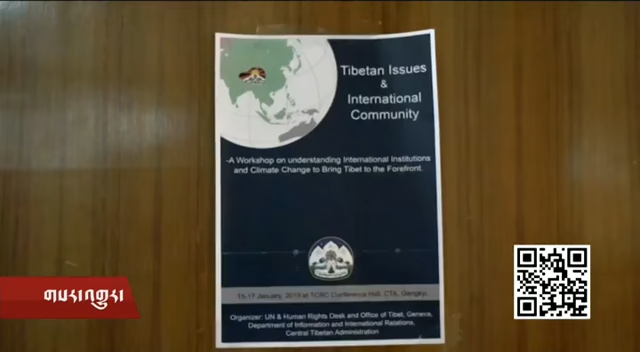 Tibetan Issues
&
International
Community
-A Workshop on understanding International Institutions
and Climate Change to Bring Tibet to the Forefront.
15-17 January, 2019 at TCRC Conference Hall, CTA, Gangkyi
Organizer: UN & Human Rights Desk and Office of Tibet, Geneva,
Department of Information and International Relations,
Central Tibetan Administration
གསར་འགྱུར།